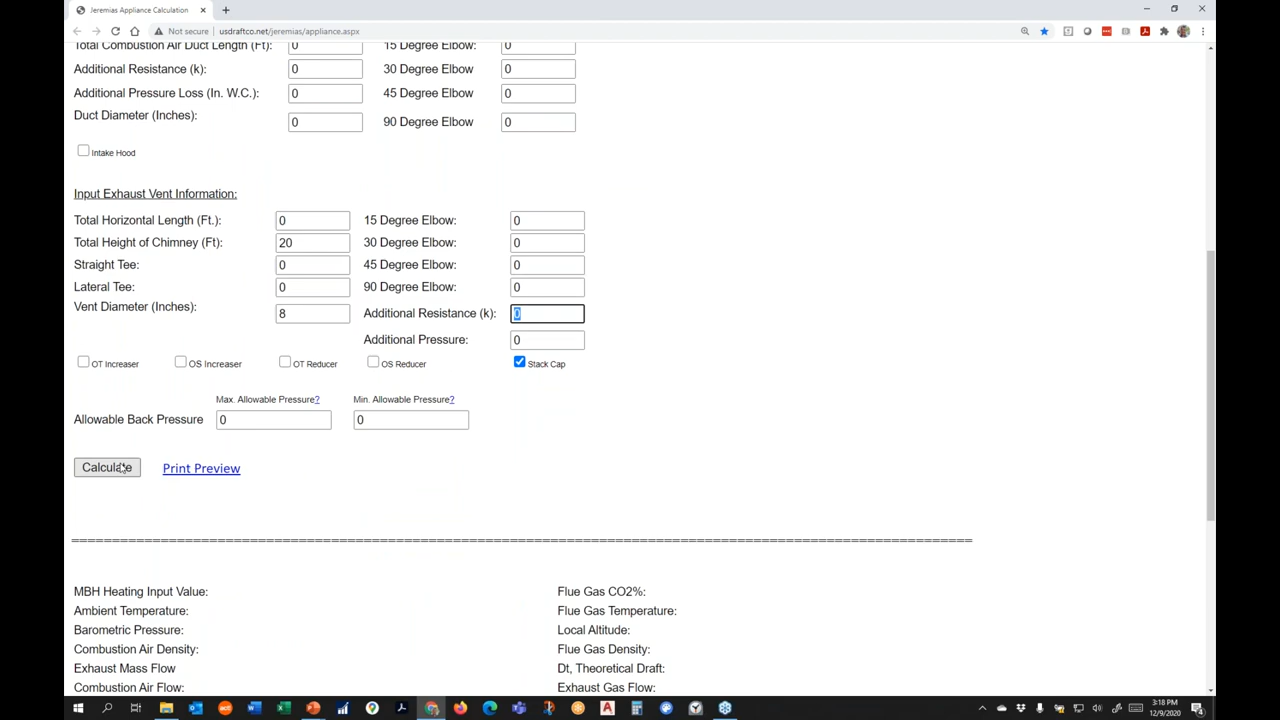 Jeremias Appliance Calculation
Not secure usdraftco.net/jeremias/appliance.aspx
Total Combustion Air Duct Length (Ft): 0 15 Degree Elbow 0
Additional Resistance (k): 0 30 Degree Elbow 0
Additional Pressure Loss (In. W.C.): 0 45 Degree Elbow 0
Duct Diameter (Inches): 0 90 Degree Elbow 0
Intake Hood
Input Exhaust Vent Information:
Total Horizontal Length (Ft.): 0 15 Degree Elbow: 0
Total Height of Chimney (Ft): 20 30 Degree Elbow: 0
Straight Tee: 0 45 Degree Elbow: 0
Lateral Tee: 0 90 Degree Elbow: 0
Vent Diameter (Inches): 8 Additional Resistance (k): 0
Additional Pressure: 0
OT Increaser OS Increaser OT Reducer OS Reducer Stack Cap
Max. Allowable Pressure? Min. Allowable Pressure?
Allowable Back Pressure 0 0
Calculate Print Preview
MBH Heating Input Value: Flue Gas CO2%:
Ambient Temperature: Flue Gas Temperature:
Barometric Pressure: Local Altitude:
Combustion Air Density: Flue Gas Density:
Exhaust Mass Flow Dt, Theoretical Draft:
Combustion Air Flow: Exhaust Gas Flow:
3:18 PM
12/9/2020